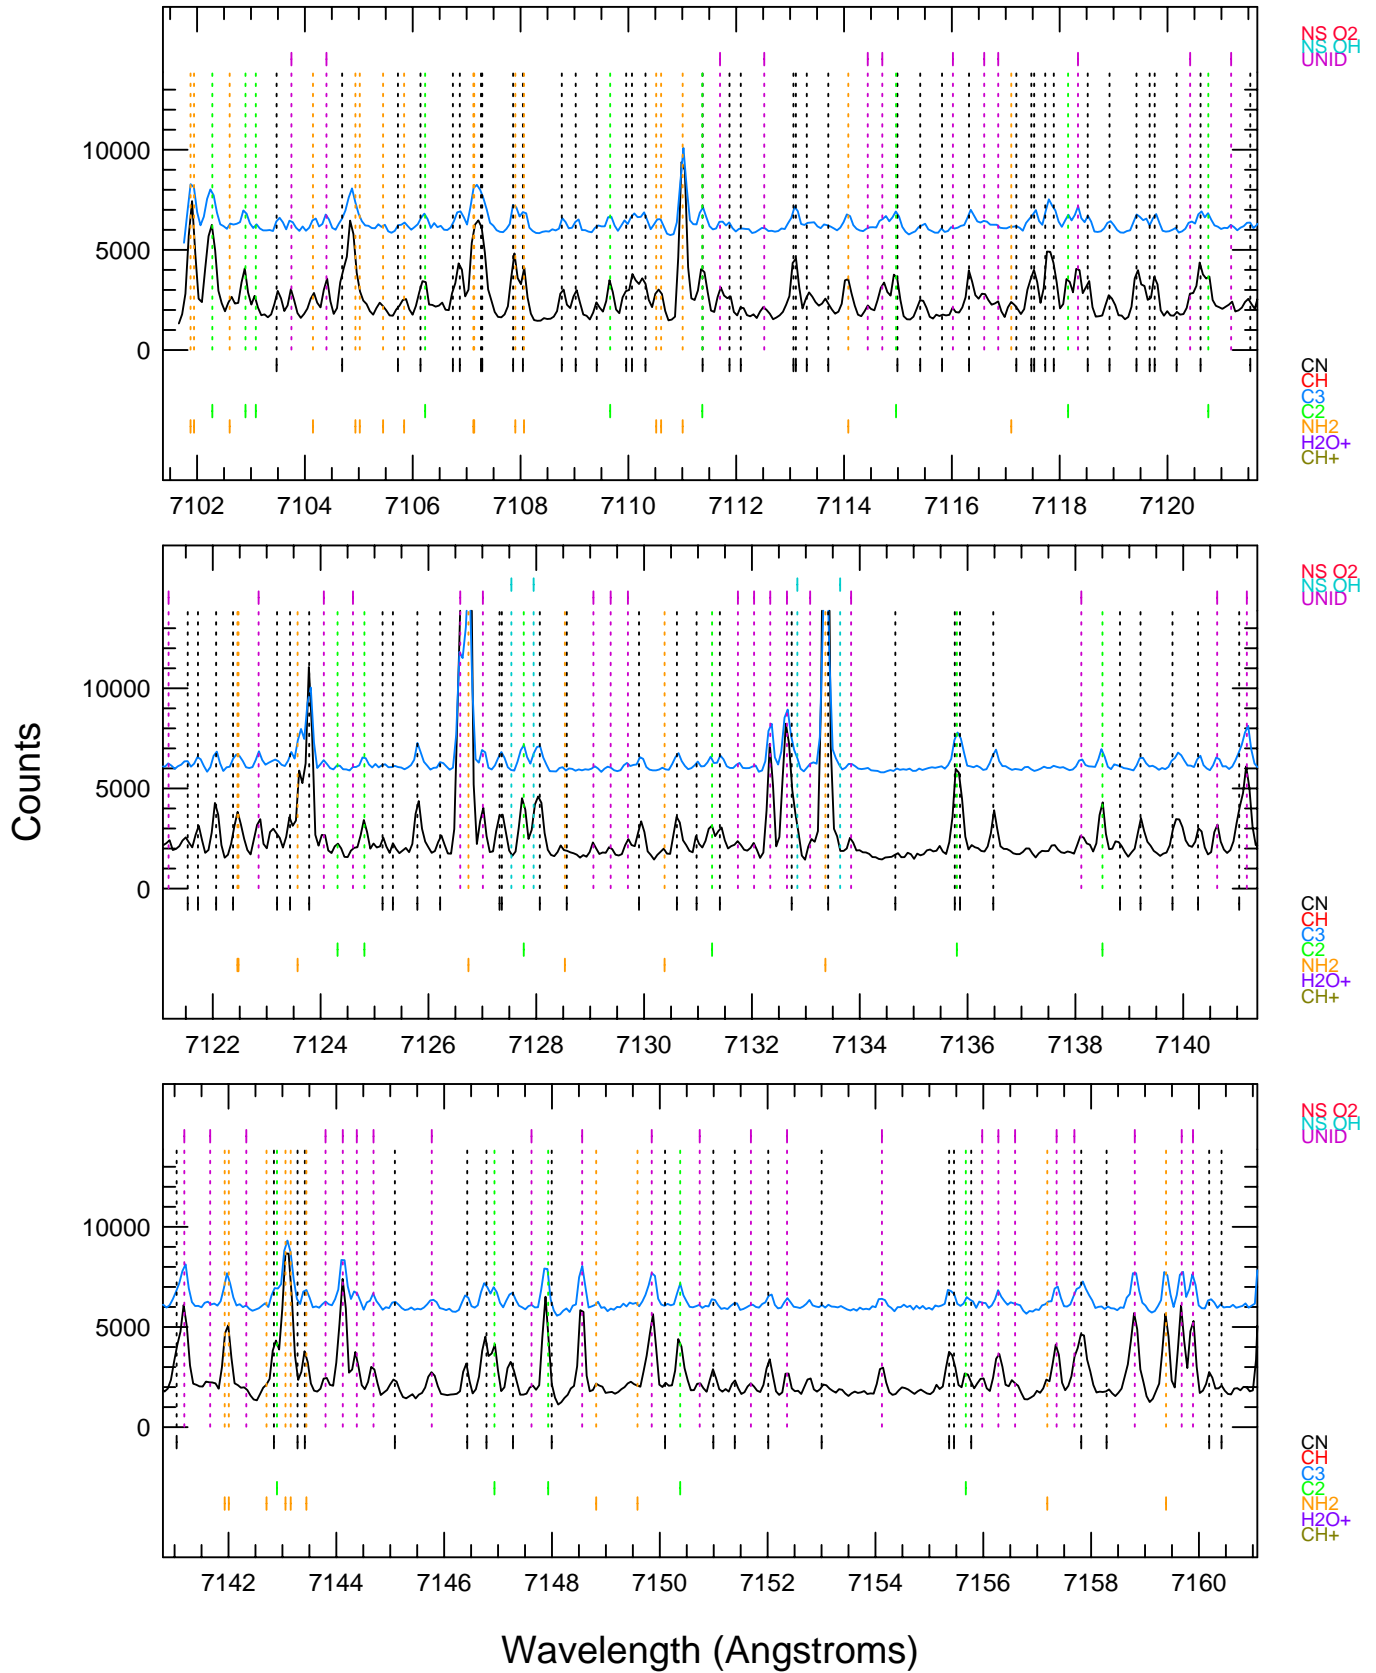 NS O2
NS OH
UNID
10000
5000
0
CN
CH
C3
C2
NH2
H2O+
CH+
7102 7104 7106 7108 7110 7112 7114 7116 7118 7120
NS O2
NS OH
UNID
10000
5000
0
CN
CH
C3
C2
NH2
H2O+
CH+
7122 7124 7126 7128 7130 7132 7134 7136 7138 7140
Counts
NS O2
NS OH
UNID
10000
5000
0
CN
CH
C3
C2
NH2
H2O+
CH+
7142 7144 7146 7148 7150 7152 7154 7156 7158 7160
Wavelength (Angstroms)